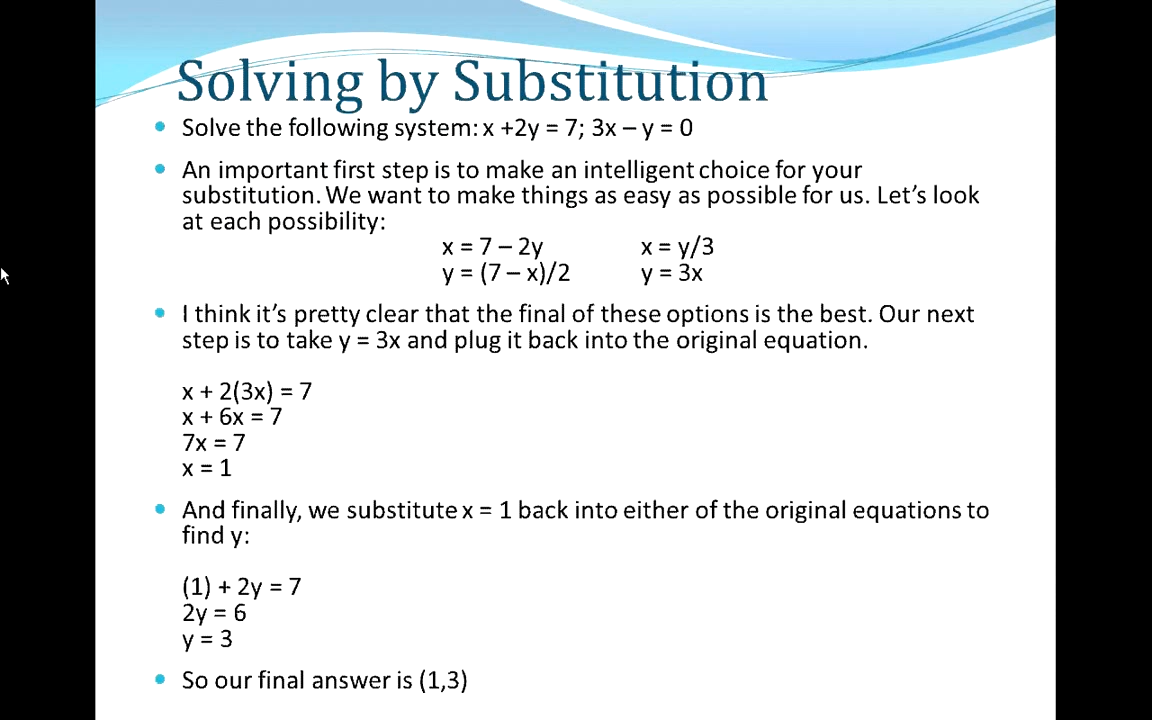 Solving by Substitution
• Solve the following system: x +2y = 7; 3x – y = 0
• An important first step is to make an intelligent choice for your
substitution. We want to make things as easy as possible for us. Let’s look
at each possibility:
x = 7 – 2y x = y/3
y = (7 – x)/2 y = 3x
• I think it’s pretty clear that the final of these options is the best. Our next
step is to take y = 3x and plug it back into the original equation.
x + 2(3x) = 7
x + 6x = 7
7x = 7
x = 1
• And finally, we substitute x = 1 back into either of the original equations to
find y:
(1) + 2y = 7
2y = 6
y = 3
• So our final answer is (1,3)